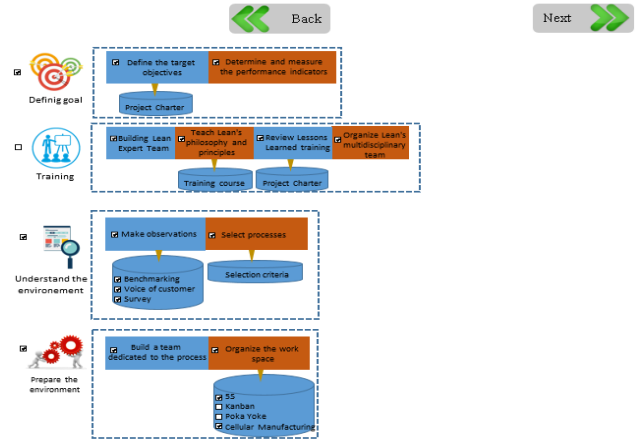 Back
Next
Define the target
objectives
Determine and measure
the performance indicators
Project Charter
Definig goal
Building Lean
Expert Team
Teach Lean's
philosophy and
principles
Review Lessons
Learned training
Organize Lean's
multidisciplinary
team
Training course
Project Charter
Training
Make observations
Select processes
Benchmarking
Voice of customer
Survey
Selection criteria
Understand the
environement
Build a team
dedicated to the process
Organize the work
space
5S
Kanban
Poka Yoke
Cellular Manufacturing
Prepare the
environment